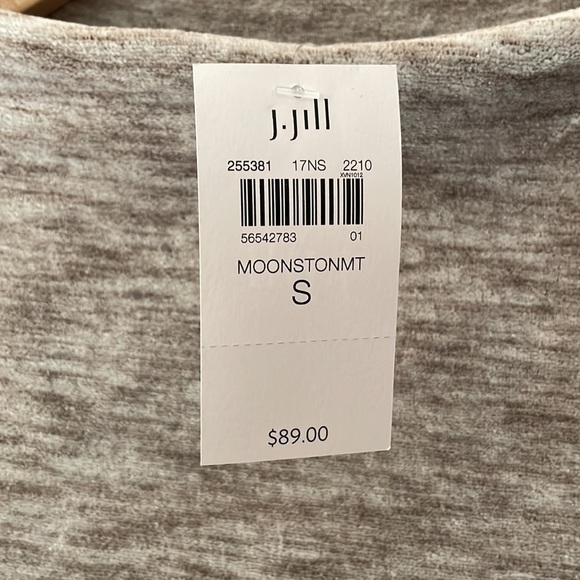 J.Jill
255381 17NS 2210
XVN1012
56542783 01
MOONSTONMT
S
$89.00